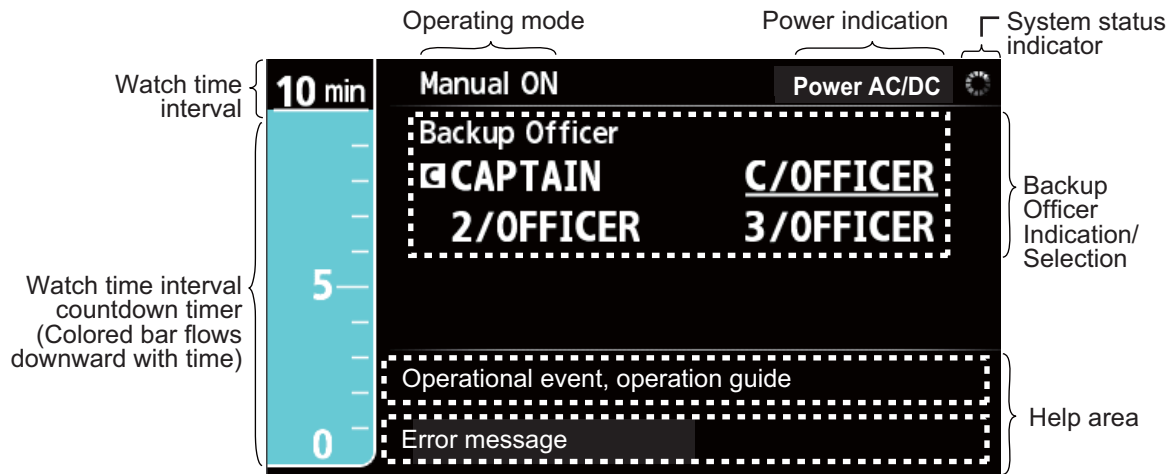 Operating mode
Power indication
System status
indicator
Watch time
interval
10 min
Manual ON
Power AC/DC
Backup Officer
C CAPTAIN
C/OFFICER
2/OFFICER
3/OFFICER
Backup
Officer
Indication/
Selection
5
Watch time interval
countdown timer
(Colored bar flows
downward with time)
Operational event, operation guide
Error message
Help area
0